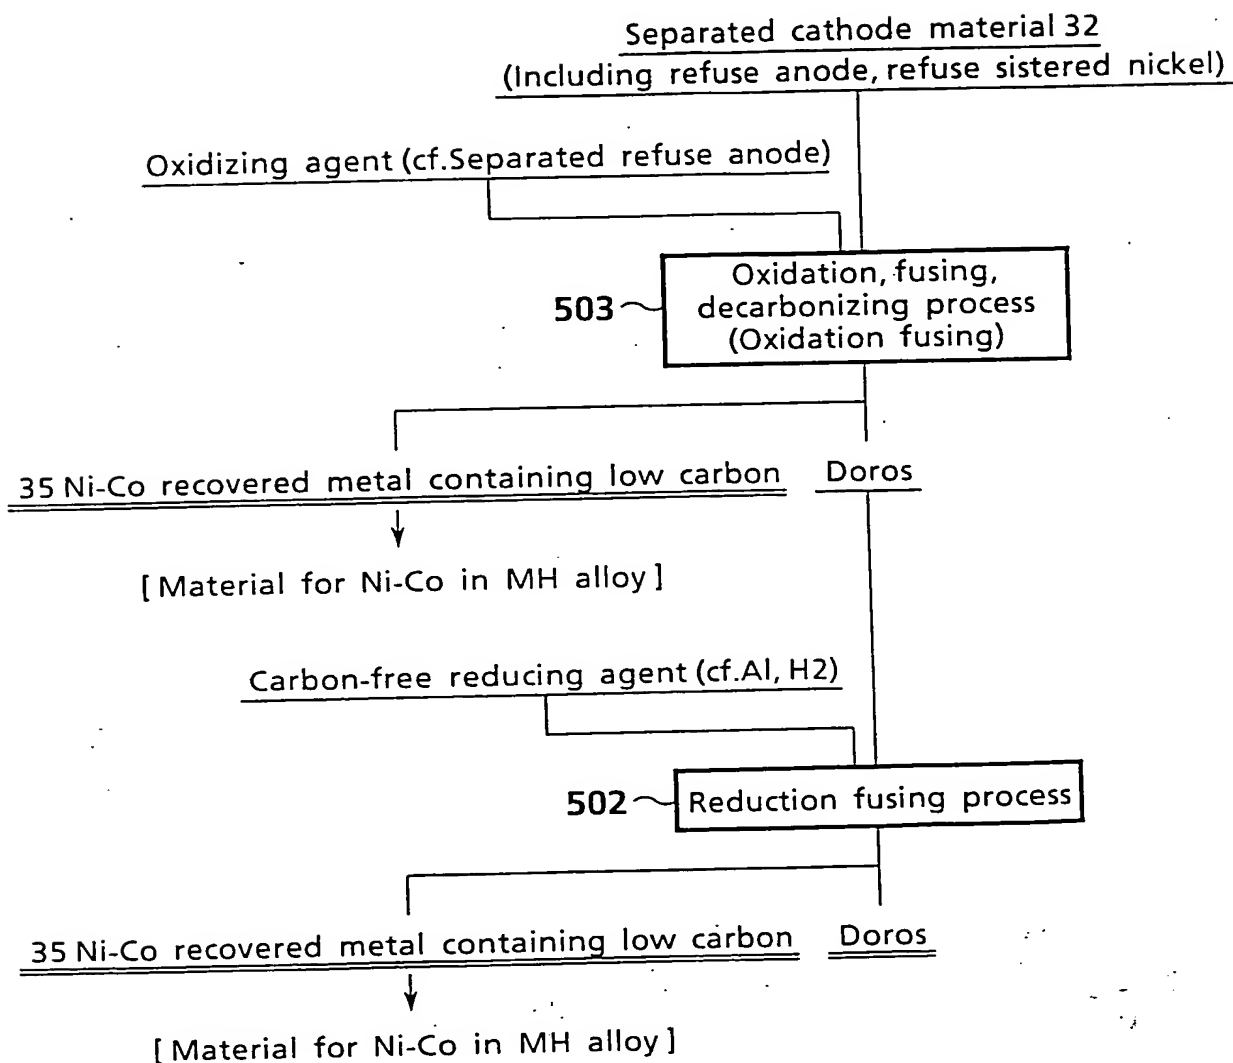 Separated cathode material 32
(Including refuse anode, refuse sistered nickel)
Oxidizing agent (cf.Separated refuse anode)
503
Oxidation, fusing,
decarbonizing process
(Oxidation fusing)
35 Ni-Co recovered metal containing low carbon
Doros
[Material for Ni-Co in MH alloy]
Carbon-free reducing agent (cf.Al, H2)
502
Reduction fusing process
35 Ni-Co recovered metal containing low carbon
Doros
[Material for Ni-Co in MH alloy]